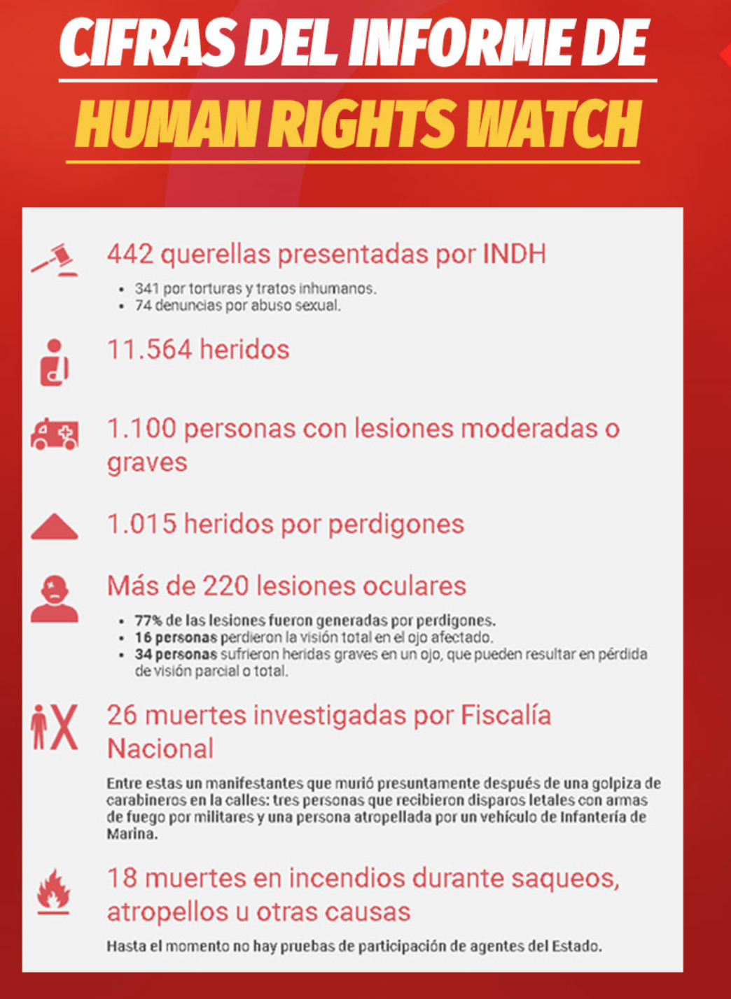 CIFRAS DEL INFORME DE
HUMAN RIGHTS WATCH
442 querellas presentadas por INDH
• 341 por torturas y tratos inhumanos.
• 74 denuncias por abuso sexual.
11.564 heridos
1.100 personas con lesiones moderadas o
graves
1.015 heridos por perdigones
Más de 220 lesiones oculares
• 77% de las lesiones fueron generadas por perdigones.
• 16 personas perdieron la visión total en el ojo afectado.
• 34 personas sufrieron heridas graves en un ojo, que pueden resultar en pérdida
de visión parcial o total.
26 muertes investigadas por Fiscalía
Nacional
Entre estas un manifestantes que murió presuntamente después de una golpiza de
carabineros en la calles: tres personas que recibieron disparos letales con armas
de fuego por militares y una persona atropellada por un vehículo de Infantería de
Marina.
18 muertes en incendios durante saqueos,
atropellos u otras causas
Hasta el momento no hay pruebas de participación de agentes del Estado.